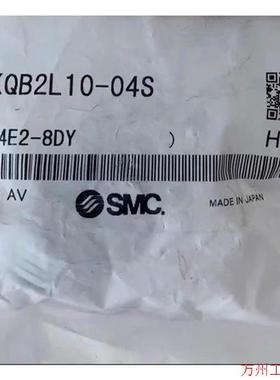 KQB2L10-04S
4E2-8DY )
H
AV
SMC.
MADE IN JAPAN
万州工